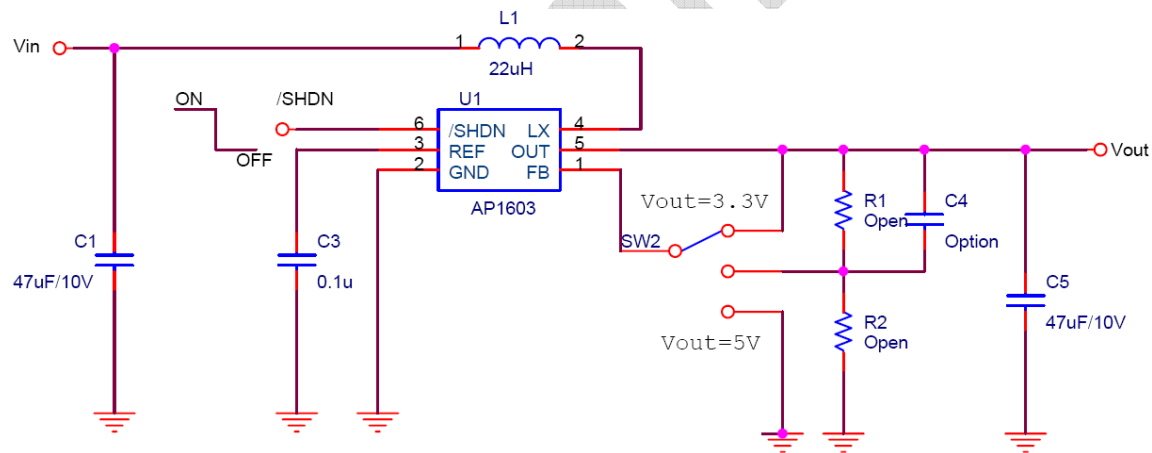 L1
Vin
1
2
22uH
ON
/SHDN
U1
6
/SHDN
LX
4
3
REF
OUT
5
OFF
2
GND
FB
1
Vout
AP1603
Vout=3.3V
R1
Open
C4
Option
SW2
C1
47uF/10V
C3
0.1u
C5
47uF/10V
R2
Open
Vout=5V